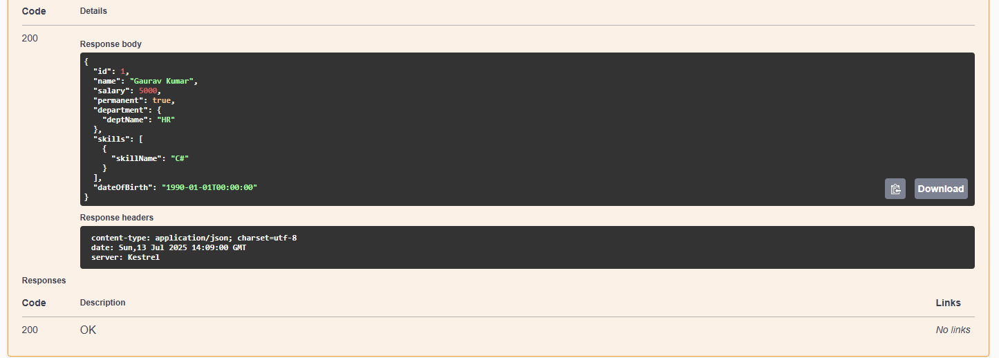 Code Details
200
Response body
{
  "id": 1,
  "name": "Gaurav Kumar",
  "salary": 5000,
  "permanent": true,
  "department": {
    "deptName": "HR"
  },
  "skills": [
    {
      "skillName": "C#"
    }
  ],
  "dateOfBirth": "1990-01-01T00:00:00"
}
Download
Response headers
content-type: application/json; charset=utf-8
date: Sun,13 Jul 2025 14:09:00 GMT
server: Kestrel
Responses
Code Description Links
200 OK No links